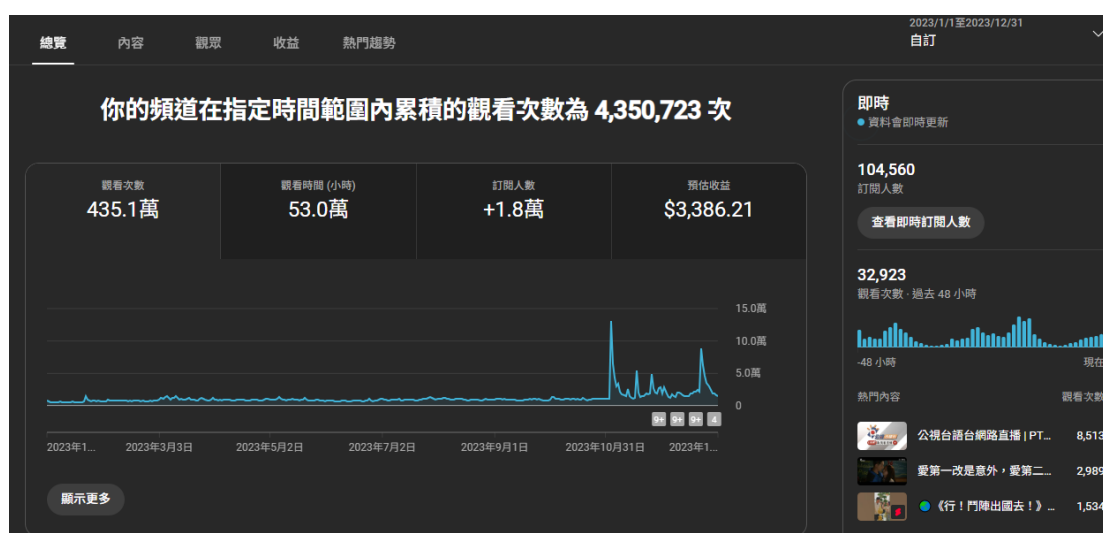 2023/1/1至2023/12/31
總覽 內容 觀眾 收益 熱門趨勢 自訂
你的頻道在指定時間範圍內累積的觀看次數為 4,350,723 次
觀看次數 觀看時間 (小時) 訂閱人數 預估收益
435.1萬 53.0萬 +1.8萬 $3,386.21
15.0萬
10.0萬
5.0萬
0
9+ 9+ 9+ 4
2023年1... 2023年3月3日 2023年5月2日 2023年7月2日 2023年9月1日 2023年10月31日 2023年1...
顯示更多
即時
資料會即時更新
104,560
訂閱人數
查看即時訂閱人數
32,923
觀看次數 · 過去 48 小時
-48 小時 現在
熱門內容 觀看次數
公視台語台網路直播 | PT... 8,513
愛第一改是意外，愛第二... 2,989
《行！鬥陣出國去！》... 1,534